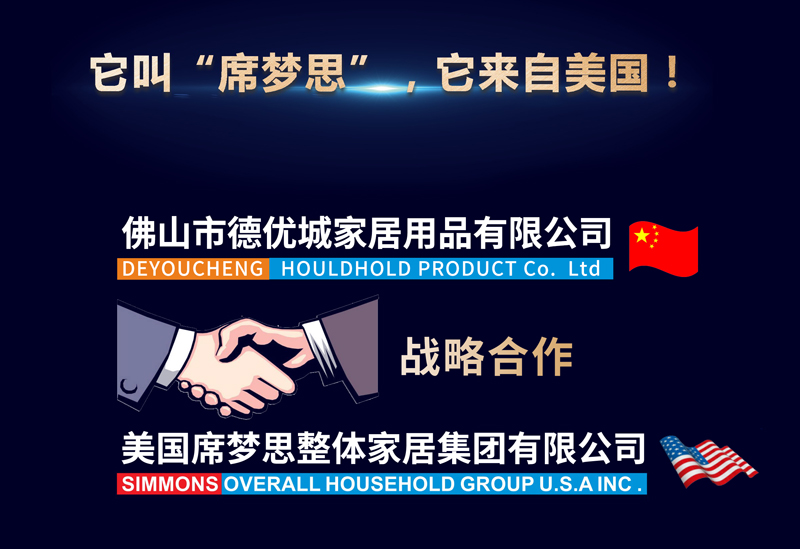 它叫“席梦思”，它来自美国！
佛山市德优城家居用品有限公司
DEYOUCHENG HOULDHOLD PRODUCT Co. Ltd
战略合作
美国席梦思整体家居集团有限公司
SIMMONS OVERALL HOUSEHOLD GROUP U.S.A INC .